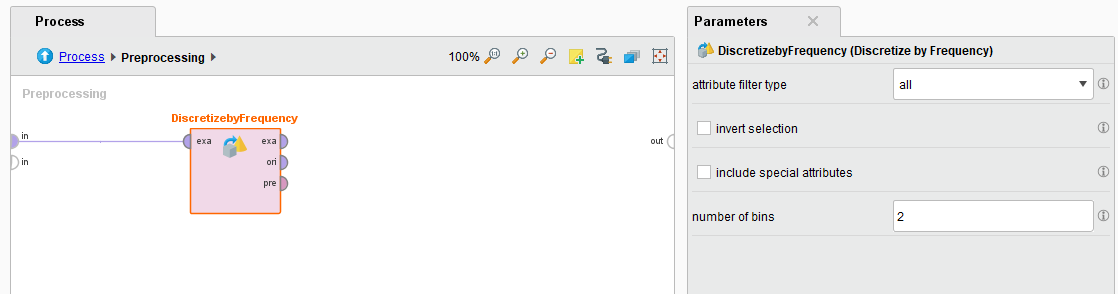 Process
Process Preprocessing
100%
Preprocessing
DiscretizebyFrequency
in
exa
exa
out
in
ori
pre
Parameters
DiscretizebyFrequency (Discretize by Frequency)
attribute filter type
all
invert selection
include special attributes
number of bins
2